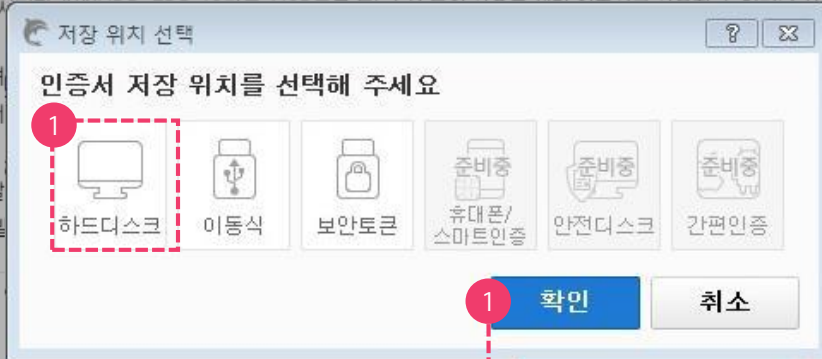 저장 위치 선택
인증서 저장 위치를 선택해 주세요
1
하드디스크
이동식
보안토큰
준비중
휴대폰/
스마트인증
준비중
안전디스크
준비중
간편인증
1
확인
취소